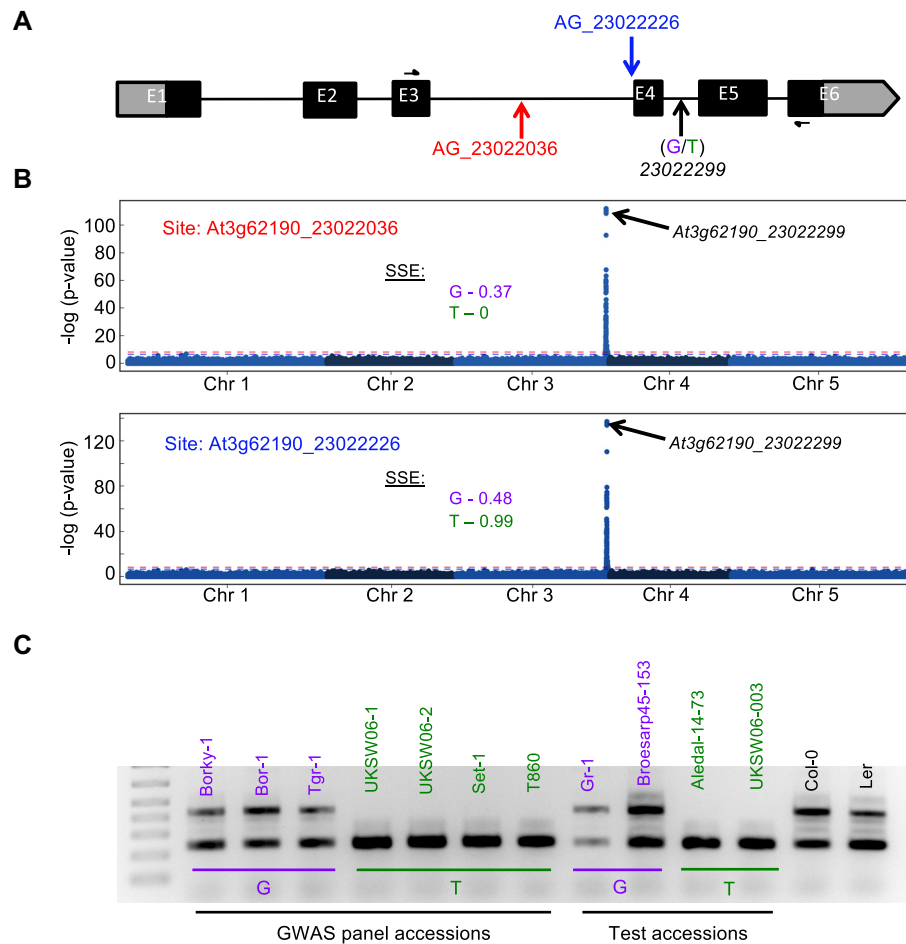 A
AG_23022226
E1 E2 E3 E4 E5 E6
AG_23022036
(G/T)
23022299
B
-log (p-value)
100
80
60
40
20
0
Site: At3g62190_23022036
At3g62190_23022299
SSE:
G - 0.37
T – 0
Chr 1 Chr 2 Chr 3 Chr 4 Chr 5
-log (p-value)
120
80
40
0
Site: At3g62190_23022226
At3g62190_23022299
SSE:
G - 0.48
T – 0.99
Chr 1 Chr 2 Chr 3 Chr 4 Chr 5
C
Borky-1
Bor-1
Tgr-1
UKSW06-1
UKSW06-2
Set-1
T860
Gr-1
Broesarp45-153
Aledal-14-73
UKSW06-003
Col-0
Ler
G T G T
GWAS panel accessions Test accessions